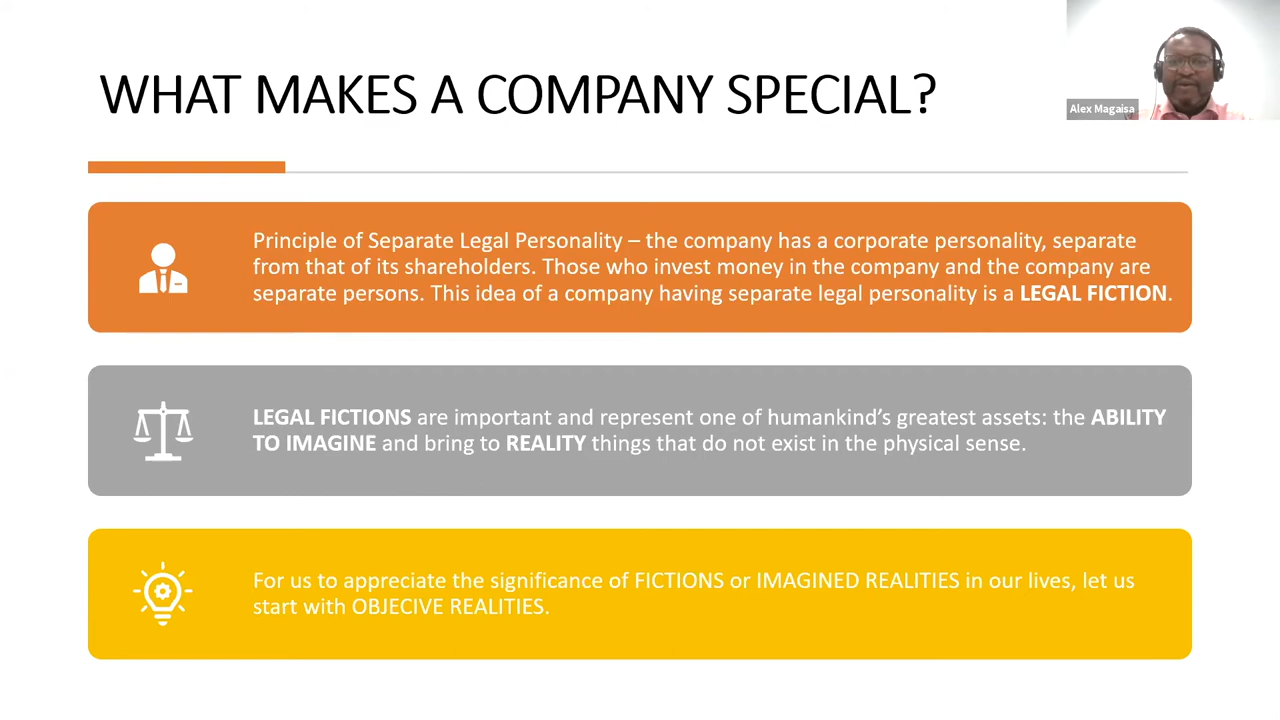 WHAT MAKES A COMPANY SPECIAL?
Alex Magaisa
Principle of Separate Legal Personality – the company has a corporate personality, separate
from that of its shareholders. Those who invest money in the company and the company are
separate persons. This idea of a company having separate legal personality is a LEGAL FICTION.
LEGAL FICTIONS are important and represent one of humankind’s greatest assets: the ABILITY
TO IMAGINE and bring to REALITY things that do not exist in the physical sense.
For us to appreciate the significance of FICTIONS or IMAGINED REALITIES in our lives, let us
start with OBJECIVE REALITIES.